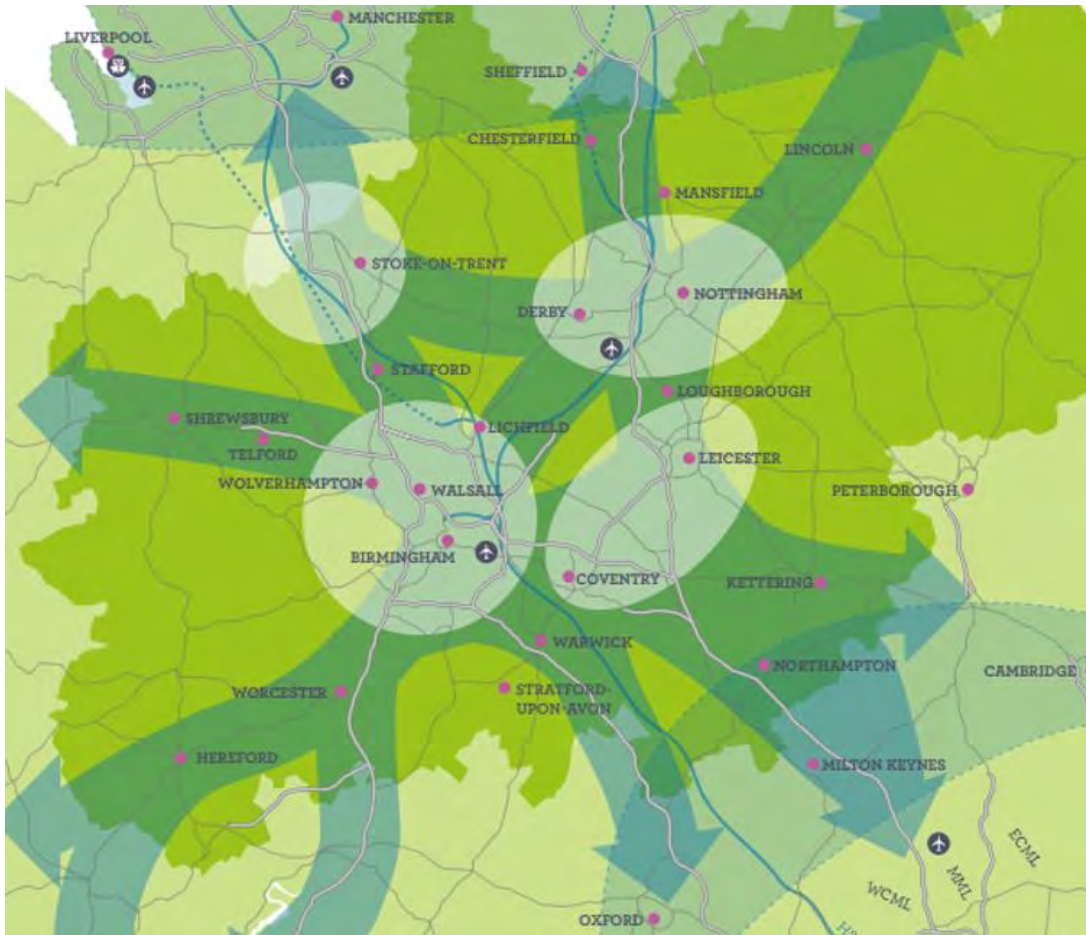 MANCHESTER
LIVERPOOL
SHEFFIELD
CHESTERFIELD
LINCOLN
MANSFIELD
STOKE-ON-TRENT
NOTTINGHAM
DERBY
STAFFORD
LOUGHBOROUGH
SHREWSBURY
LICHFIELD
TELFORD
LEICESTER
WOLVERHAMPTON
WALSALL
PETERBOROUGH
BIRMINGHAM
COVENTRY
KETTERING
WARWICK
NORTHAMPTON
CAMBRIDGE
WORCESTER
STRATFORD-
UPON-AVON
HEREFORD
MILTON KEYNES
ECML
MML
WCML
OXFORD